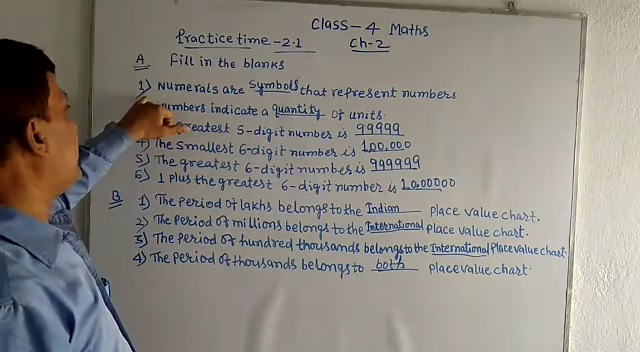 Class-4 Maths
Practice time -2.1 Ch-2
A Fill in the blanks
1) Numerals are Symbols that represent numbers.
numbers indicate a quantity of units.
greatest 5-digit number is 99999
4) The smallest 6-digit number is 100,000
5) The greatest 6-digit number is 999999
6) 1 plus the greatest 6-digit number is 1000000
B 1) The period of lakhs belongs to the Indian place value chart.
2) The period of millions belongs to the International place value chart.
3) The period of hundred thousands belongs to the International place value chart.
4) The period of thousands belongs to both place value chart.